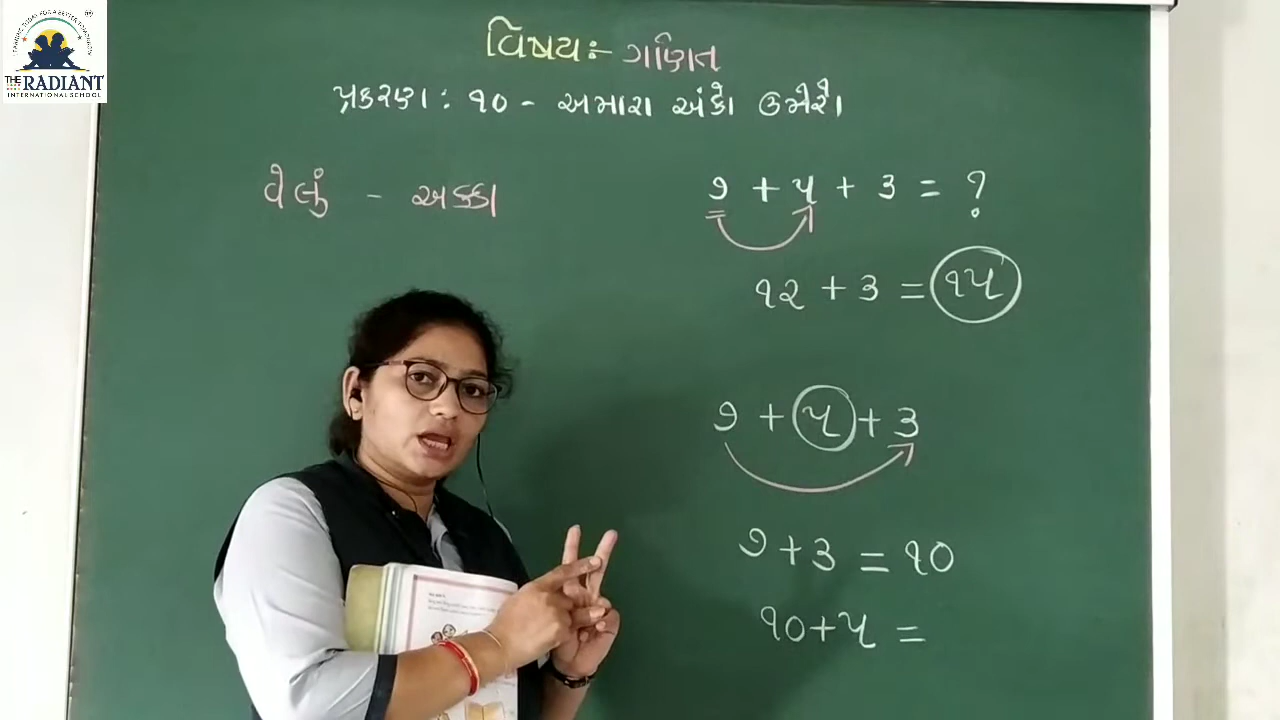 THE RADIANT
INTERNATIONAL SCHOOL
વિષય:- ગણિત
પ્રકરણ : ૧૦ - અમારા અંકો ઉમેરો
વેલું - અક્કા
૭ + ૫ + ૩ = ?
૧૨ + ૩ = ૧૫
૭ + ૫ + ૩
૭ + ૩ = ૧૦
૧૦ + ૫ =